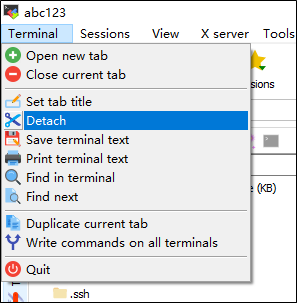 abc123
Terminal Sessions View X server Tools
Open new tab
Close current tab
Set tab title
Detach
Save terminal text
Print terminal text
Find in terminal
Find next
(KB)
Duplicate current tab
Write commands on all terminals
Quit
.ssh